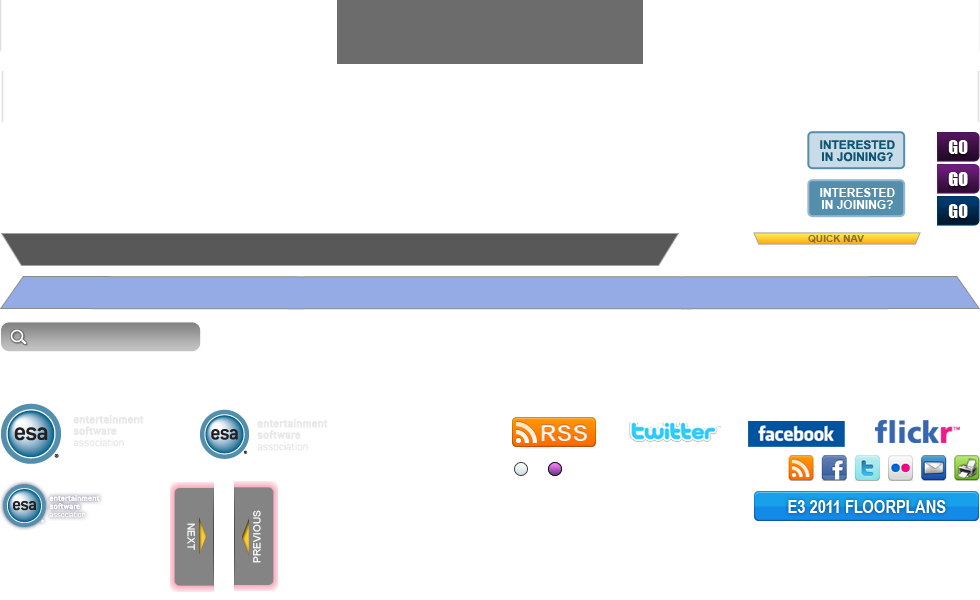 INTERESTED
IN JOINING?
GO
GO
INTERESTED
IN JOINING?
GO
QUICK NAV
esa
entertainment
software
association
esa
entertainment
software
association
RSS
twitter
facebook
flickr™
esa
entertainment
software
association
NEXT
PREVIOUS
f
t
E3 2011 FLOORPLANS